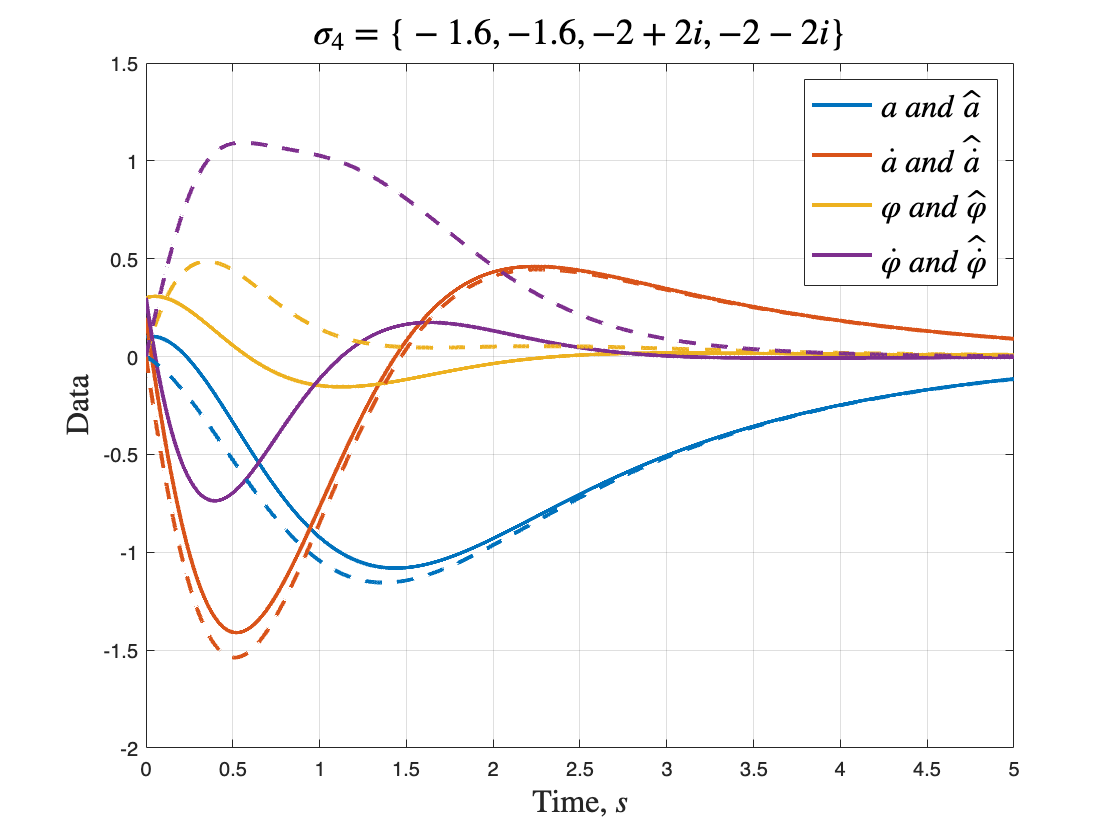 σ₄ = { − 1.6, −1.6, −2 + 2i, −2 − 2i}
1.5
1
0.5
0
-0.5
-1
-1.5
-2
Data
a and â
ȧ and ȧ̂
φ and φ̂
φ̇ and φ̇̂
0 0.5 1 1.5 2 2.5 3 3.5 4 4.5 5
Time, s